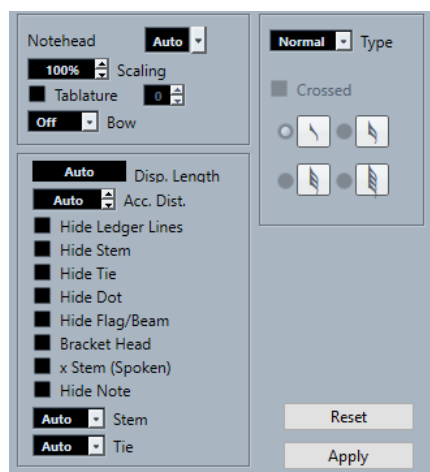 Notehead Auto
100% Scaling
Tablature 0
Off Bow
Auto Disp. Length
Auto Acc. Dist.
Hide Ledger Lines
Hide Stem
Hide Tie
Hide Dot
Hide Flag/Beam
Bracket Head
x Stem (Spoken)
Hide Note
Auto Stem
Auto Tie
Normal Type
Crossed
Reset
Apply